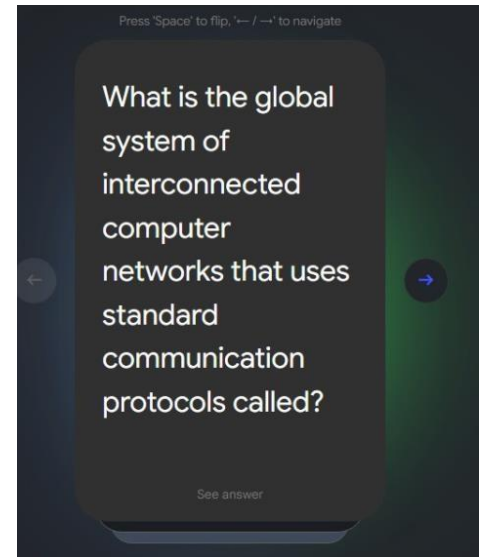 Press 'Space' to flip, '← / →' to navigate
What is the global
system of
interconnected
computer
networks that uses
standard
communication
protocols called?
See answer